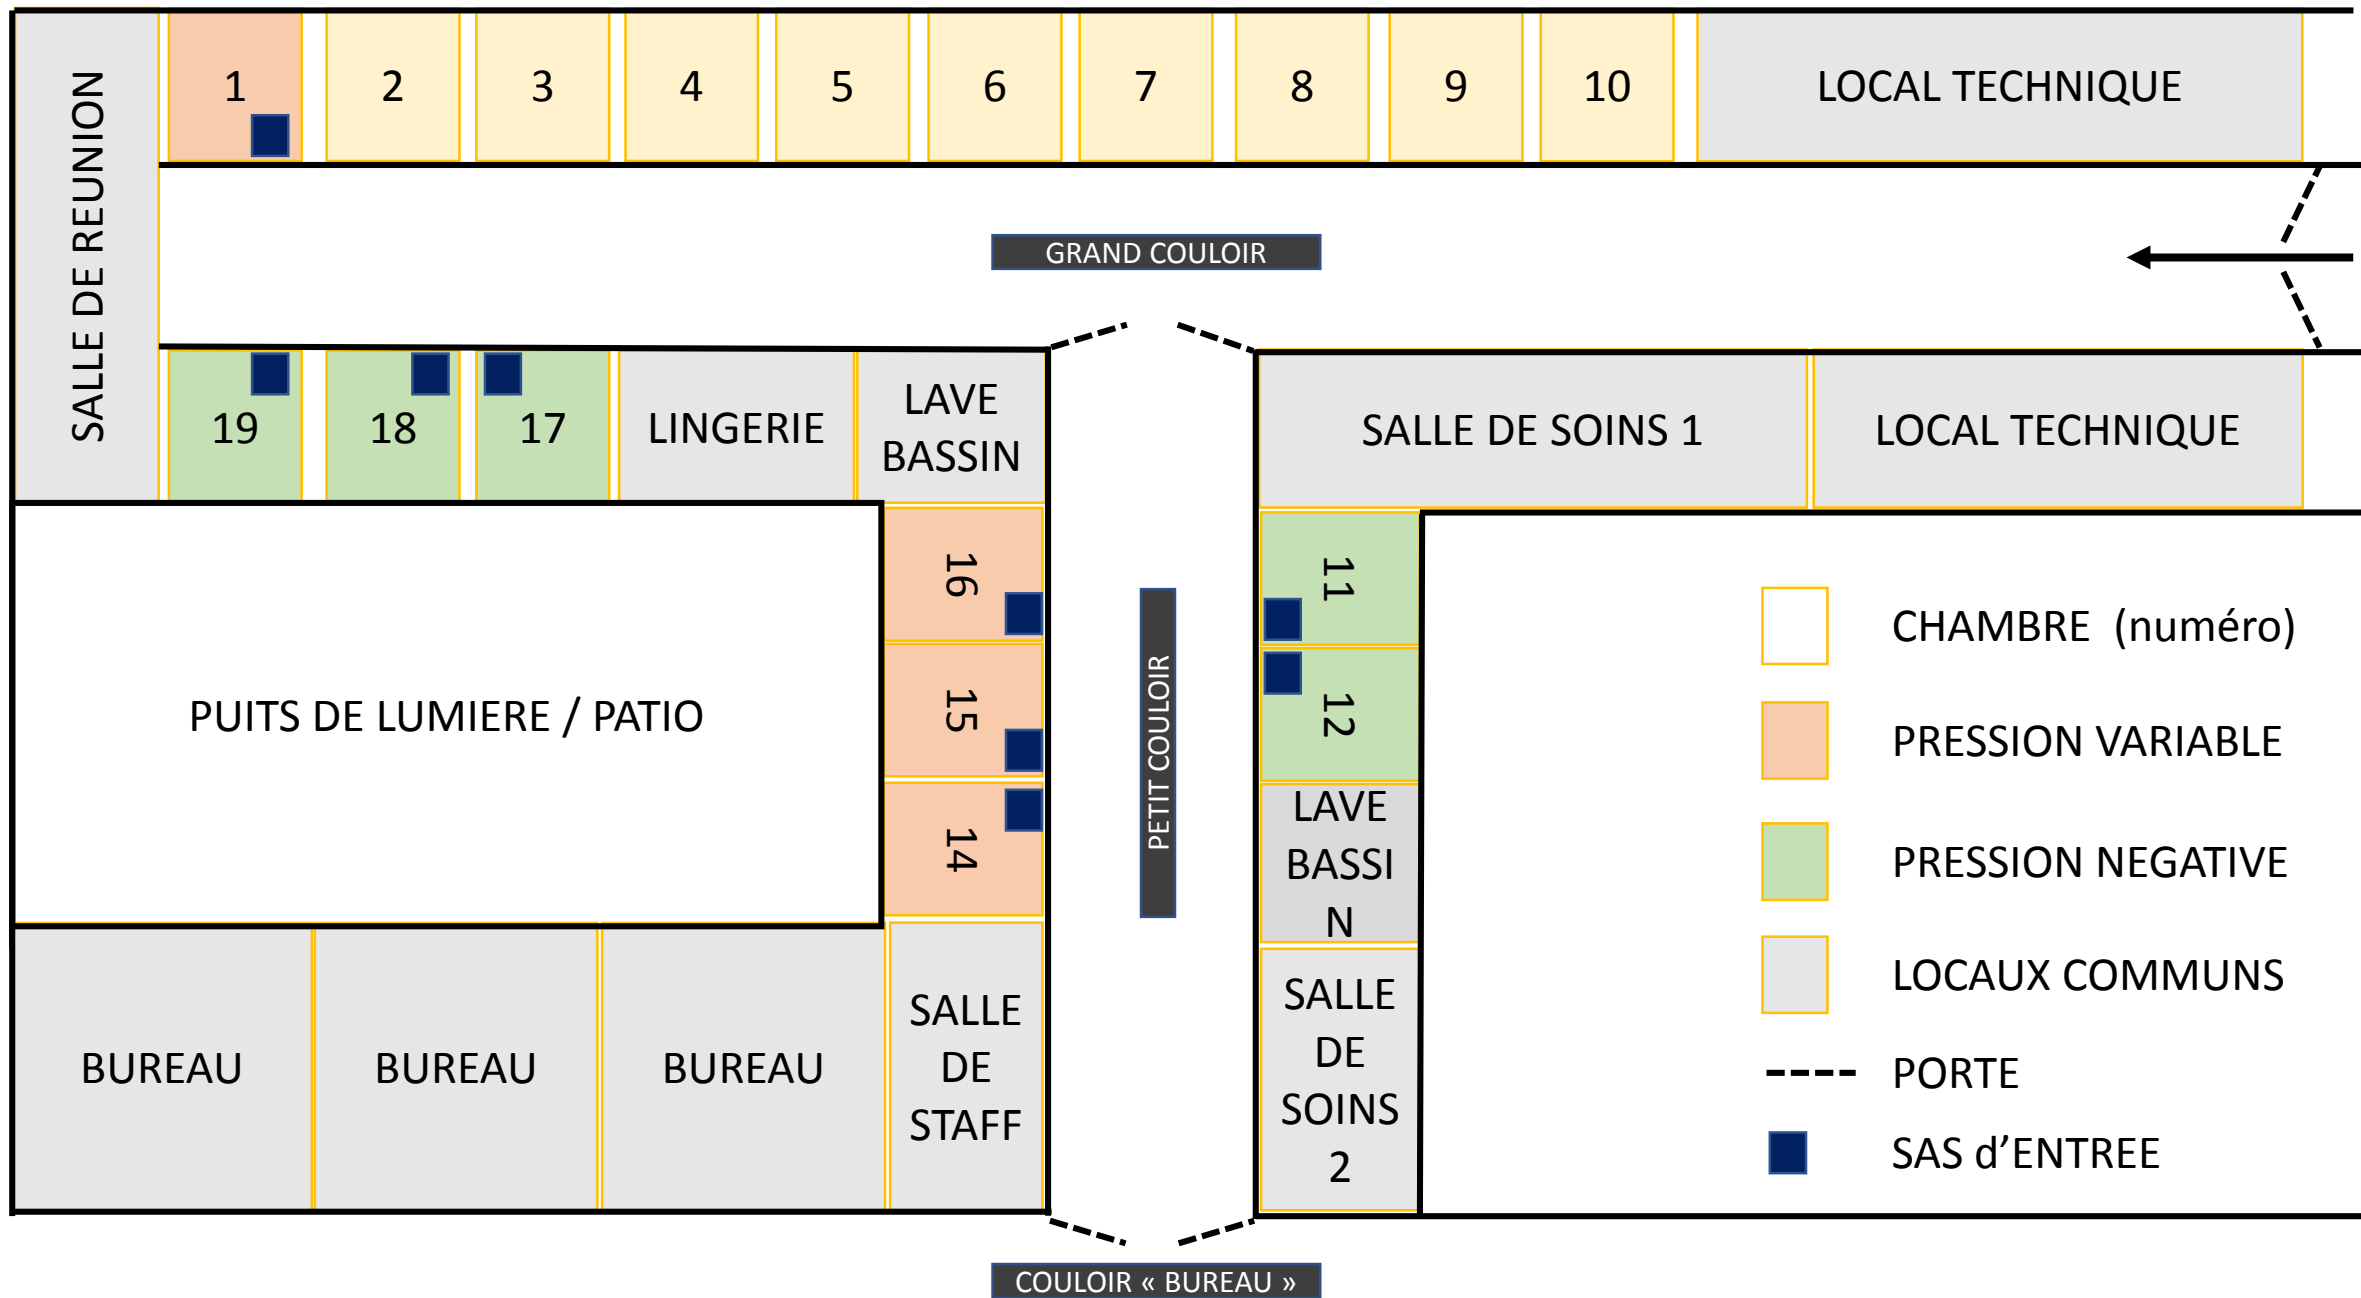 SALLE DE REUNION
1
2
3
4
5
6
7
8
9
10
LOCAL TECHNIQUE
GRAND COULOIR
19
18
17
LINGERIE
LAVE
BASSIN
SALLE DE SOINS 1
LOCAL TECHNIQUE
PUITS DE LUMIERE / PATIO
16
15
14
PETIT COULOIR
11
12
LAVE
BASSI
N
BUREAU
BUREAU
BUREAU
SALLE
DE
STAFF
SALLE
DE
SOINS
2
CHAMBRE (numéro)
PRESSION VARIABLE
PRESSION NEGATIVE
LOCAUX COMMUNS
PORTE
SAS d’ENTREE
COULOIR « BUREAU »